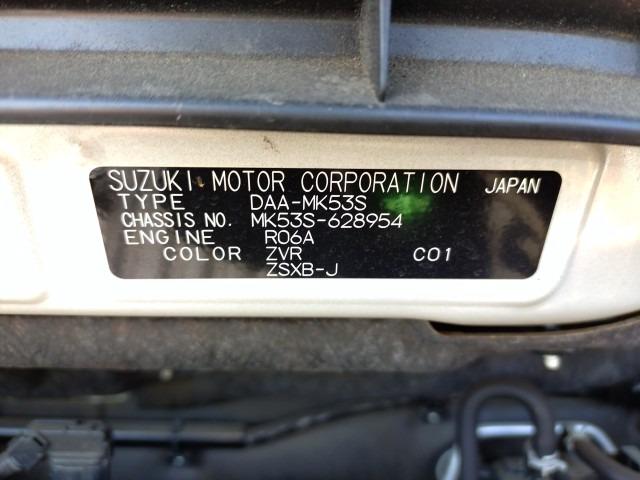 SUZUKI MOTOR CORPORATION JAPAN
TYPE DAA-MK53S
CHASSIS NO. MK53S-628954
ENGINE R06A
COLOR ZVR C01
ZSXB-J